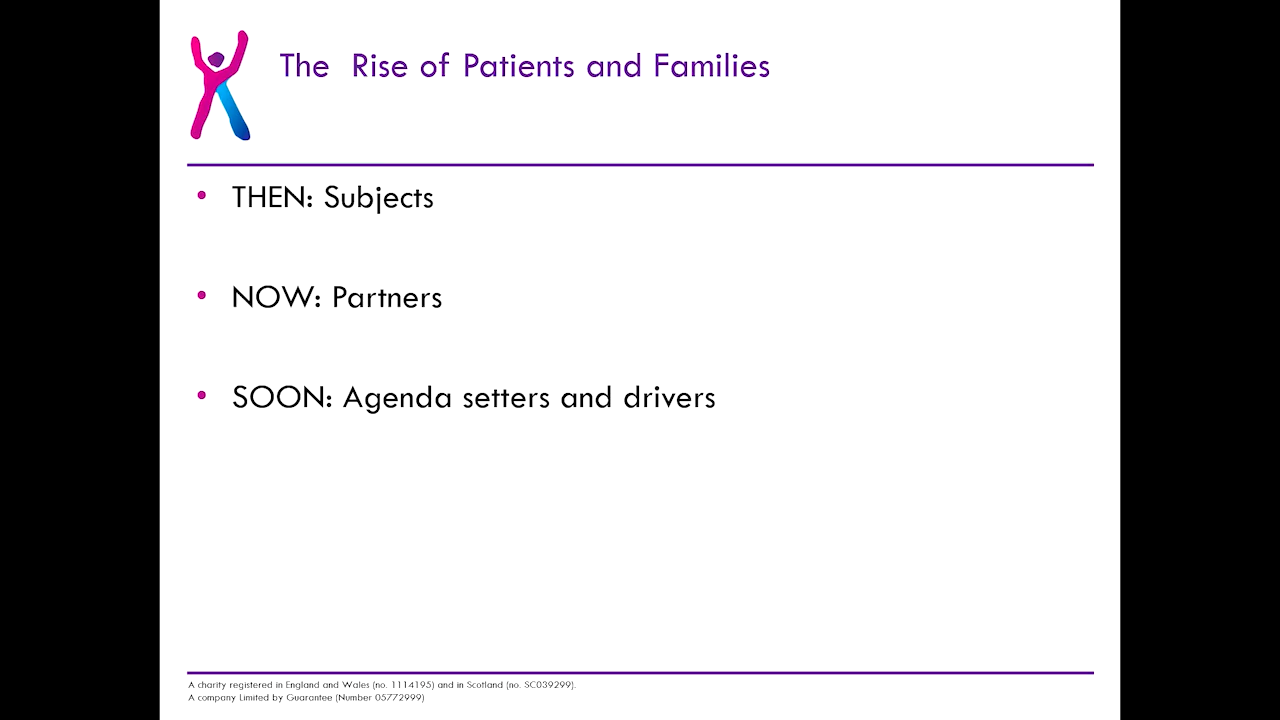 The  Rise of Patients and Families
• THEN: Subjects
• NOW: Partners
• SOON: Agenda setters and drivers
A charity registered in England and Wales (no. 1114195) and in Scotland (no. SC039299).
A company Limited by Guarantee (Number 05772999)